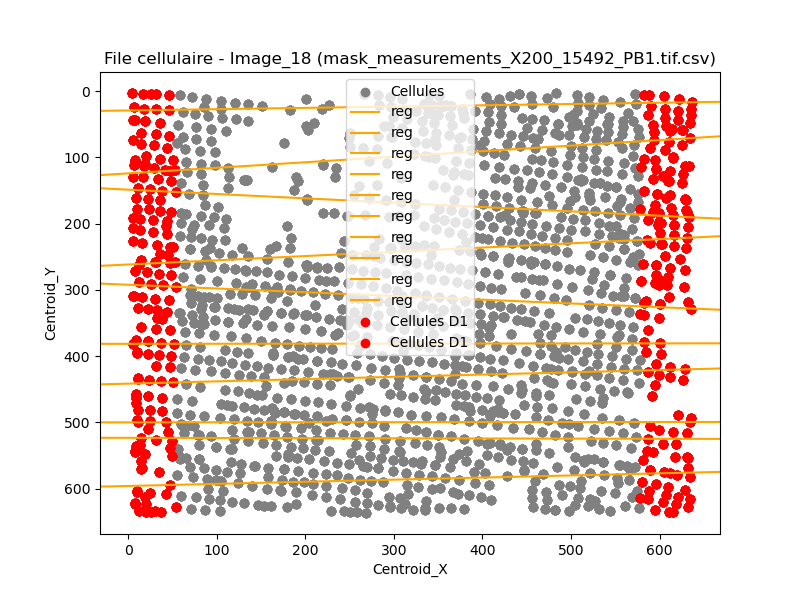 File cellulaire - Image_18 (mask_measurements_X200_15492_PB1.tif.csv)
Cellules
reg
reg
reg
reg
reg
reg
reg
reg
reg
reg
Cellules D1
Cellules D1
Centroid_Y
0
100
200
300
400
500
600
0 100 200 300 400 500 600
Centroid_X